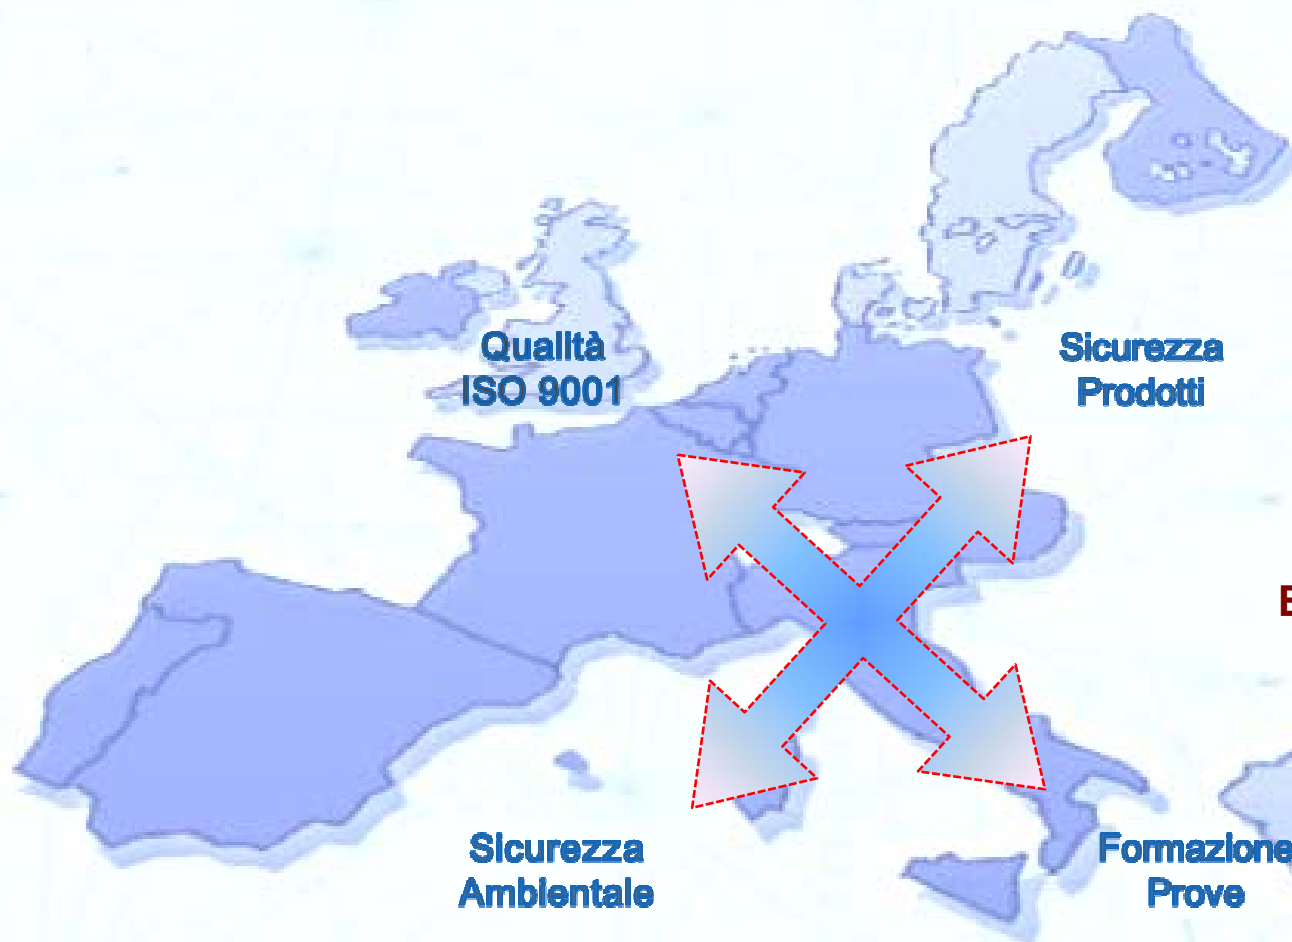 Qualità
ISO 9001
Sicurezza
Prodotti
E
Sicurezza
Ambientale
Formazione
Prove